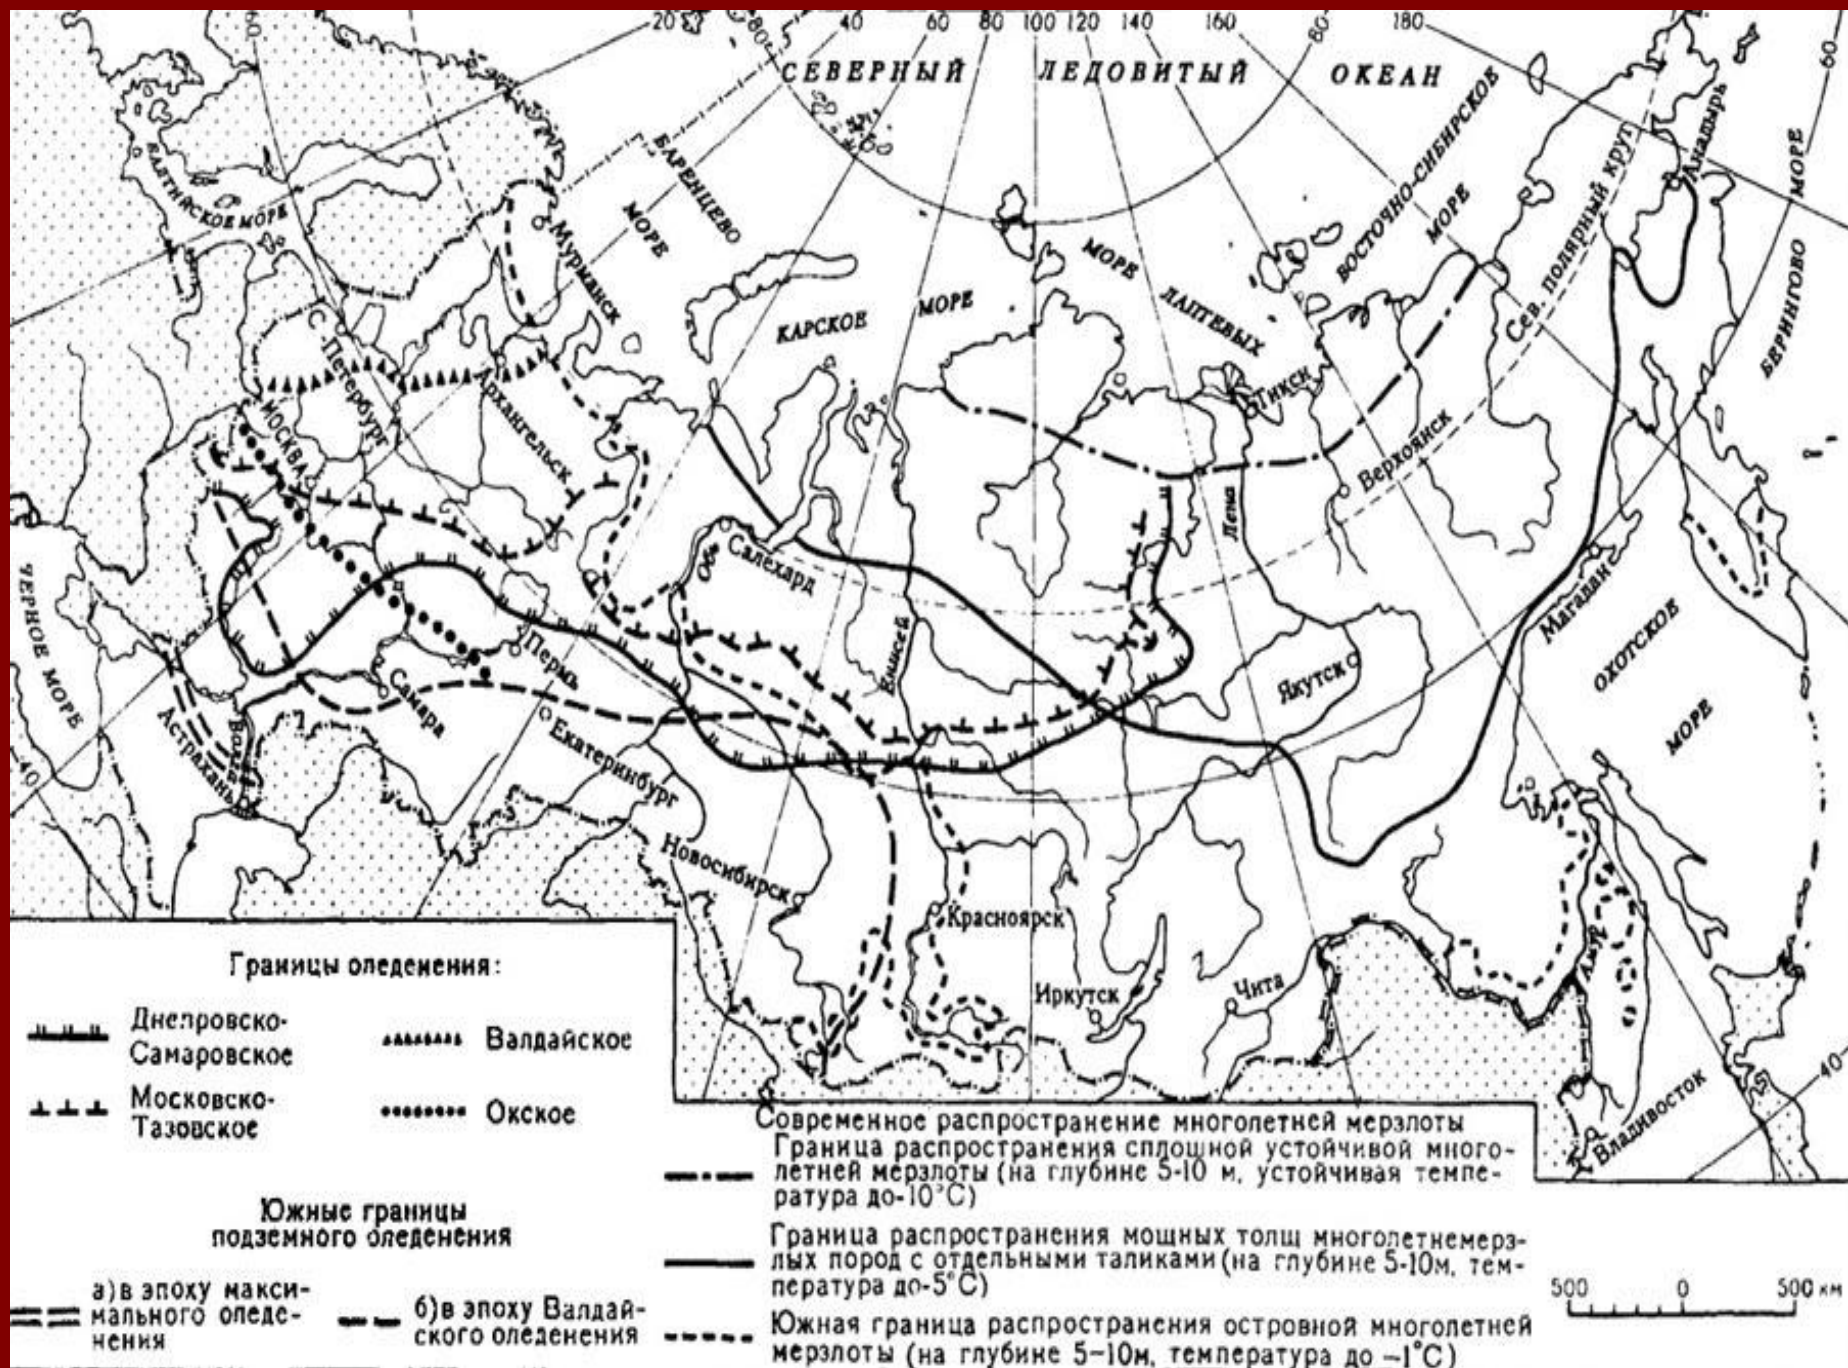 60
20
80
40
60
80
100
120
140
160
80
180
60
СЕВЕРНЫЙ ЛЕДОВИТЫЙ ОКЕАН
БАЛТИЙСКОЕ МОРЕ
БАРЕНЦЕВО
МОРЕ
КАРСКОЕ МОРЕ
МОРЕ
ЛАПТЕВЫХ
ВОСТОЧНО-СИБИРСКОЕ
МОРЕ
Сев. полярный круг
Анадырь
БЕРИНГОВО
МОРЕ
Мурманск
С.-Петербург
Архангельск
МОСКВА
Тикси
Верхоянск
Лена
Обь
Салехард
Енисей
Якутск
Магадан
ОХОТСКОЕ
МОРЕ
ЧЕРНОЕ МОРЕ
Пермь
Самара
Волга
Астрахань
Екатеринбург
Новосибирск
Красноярск
Иркутск
Чита
Амур
Владивосток
40
40
Границы оледенения:
Днепровско-
Самаровское
Валдайское
Московско-
Тазовское
Окское
Южные границы
подземного оледенения
а) в эпоху макси-
мального оледе-
нения
б) в эпоху Валдай-
ского оледенения
Современное распространение многолетней мерзлоты
Граница распространения сплошной устойчивой много-
летней мерзлоты (на глубине 5-10 м, устойчивая темпе-
ратура до-10°С)
Граница распространения мощных толщ многолетнемерз-
лых пород с отдельными таликами (на глубине 5-10м, тем-
пература до-5°С)
Южная граница распространения островной многолетней
мерзлоты (на глубине 5-10м, температура до -1°С)
500 0 500 км